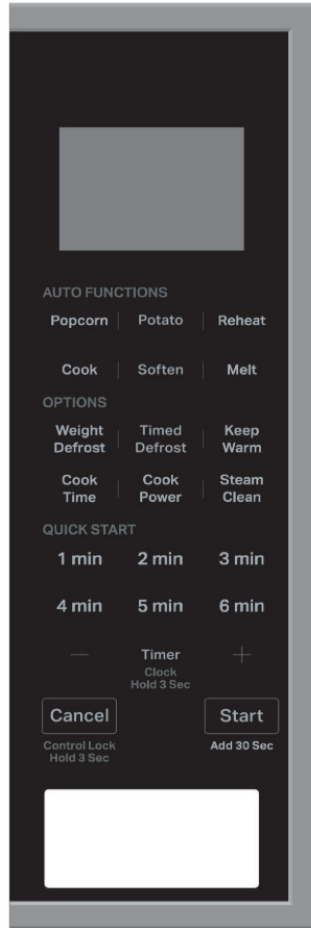 AUTO FUNCTIONS
Popcorn Potato Reheat
Cook Soften Melt
OPTIONS
Weight Timed Keep
Defrost Defrost Warm
Cook Cook Steam
Time Power Clean
QUICK START
1 min 2 min 3 min
4 min 5 min 6 min
— Timer +
Clock
Hold 3 Sec
Cancel Start
Control Lock Add 30 Sec
Hold 3 Sec